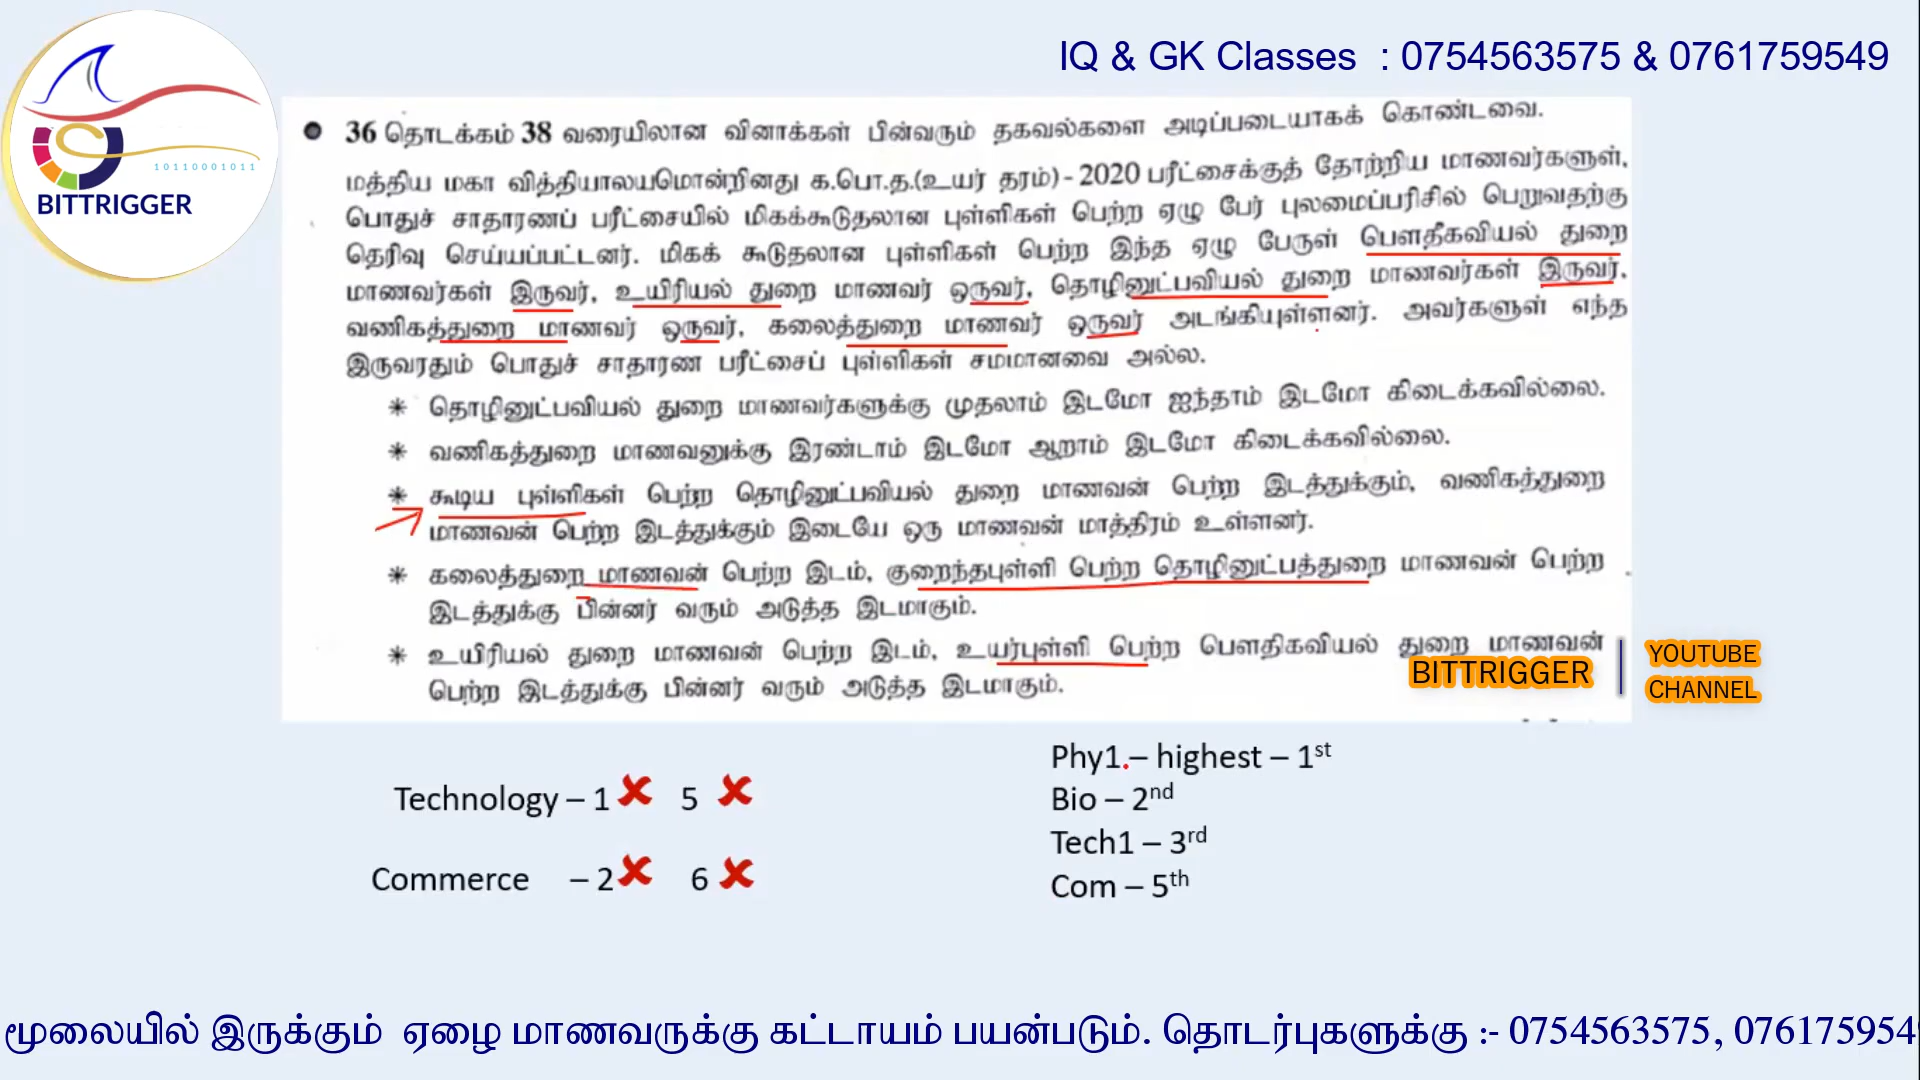 IQ & GK Classes : 0754563575 & 0761759549
10110001011
BITTRIGGER
36 தொடக்கம் 38 வரையிலான வினாக்கள் பின்வரும் தகவல்களை அடிப்படையாகக் கொண்டவை.
மத்திய மகா வித்தியாலயமொன்றினது க.பொ.த.(உயர் தரம்) - 2020 பரீட்சைக்குத் தோற்றிய மாணவர்களுள்,
பொதுச் சாதாரணப் பரீட்சையில் மிகக்கூடுதலான புள்ளிகள் பெற்ற ஏழு பேர் புலமைப்பரிசில் பெறுவதற்கு
தெரிவு செய்யப்பட்டனர். மிகக் கூடுதலான புள்ளிகள் பெற்ற இந்த ஏழு பேருள் பௌதீகவியல் துறை
மாணவர்கள் இருவர், உயிரியல் துறை மாணவர் ஒருவர், தொழினுட்பவியல் துறை மாணவர்கள் இருவர்,
வணிகத்துறை மாணவர் ஒருவர், கலைத்துறை மாணவர் ஒருவர் அடங்கியுள்ளனர். அவர்களுள் எந்த
இருவரதும் பொதுச் சாதாரண பரீட்சைப் புள்ளிகள் சமமானவை அல்ல.
* தொழினுட்பவியல் துறை மாணவர்களுக்கு முதலாம் இடமோ ஐந்தாம் இடமோ கிடைக்கவில்லை.
* வணிகத்துறை மாணவனுக்கு இரண்டாம் இடமோ ஆறாம் இடமோ கிடைக்கவில்லை.
* கூடிய புள்ளிகள் பெற்ற தொழினுட்பவியல் துறை மாணவன் பெற்ற இடத்துக்கும், வணிகத்துறை
மாணவன் பெற்ற இடத்துக்கும் இடையே ஒரு மாணவன் மாத்திரம் உள்ளனர்.
* கலைத்துறை மாணவன் பெற்ற இடம், குறைந்தபுள்ளி பெற்ற தொழினுட்பத்துறை மாணவன் பெற்ற
இடத்துக்கு பின்னர் வரும் அடுத்த இடமாகும்.
* உயிரியல் துறை மாணவன் பெற்ற இடம், உயர்புள்ளி பெற்ற பௌதிகவியல் துறை மாணவன்
பெற்ற இடத்துக்கு பின்னர் வரும் அடுத்த இடமாகும்.
BITTRIGGER
YOUTUBE
CHANNEL
Technology – 1 ✘ 5 ✘
Commerce – 2 ✘ 6 ✘
Phy1 – highest – 1st
Bio – 2nd
Tech1 – 3rd
Com – 5th
மூலையில் இருக்கும் ஏழை மாணவருக்கு கட்டாயம் பயன்படும். தொடர்புகளுக்கு :- 0754563575, 076175954